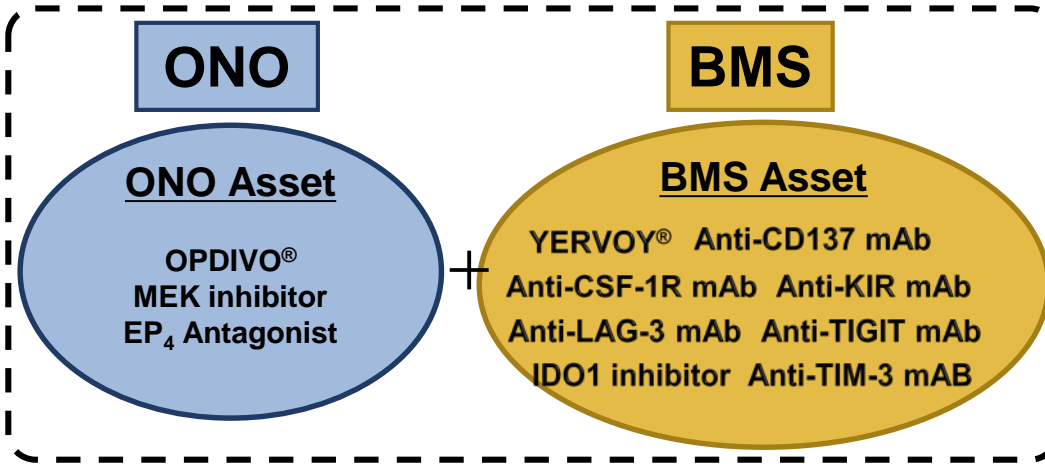 ONO
ONO Asset
OPDIVO®
MEK inhibitor
EP₄ Antagonist
+
BMS
BMS Asset
YERVOY® Anti-CD137 mAb
Anti-CSF-1R mAb Anti-KIR mAb
Anti-LAG-3 mAb Anti-TIGIT mAb
IDO1 inhibitor Anti-TIM-3 mAB